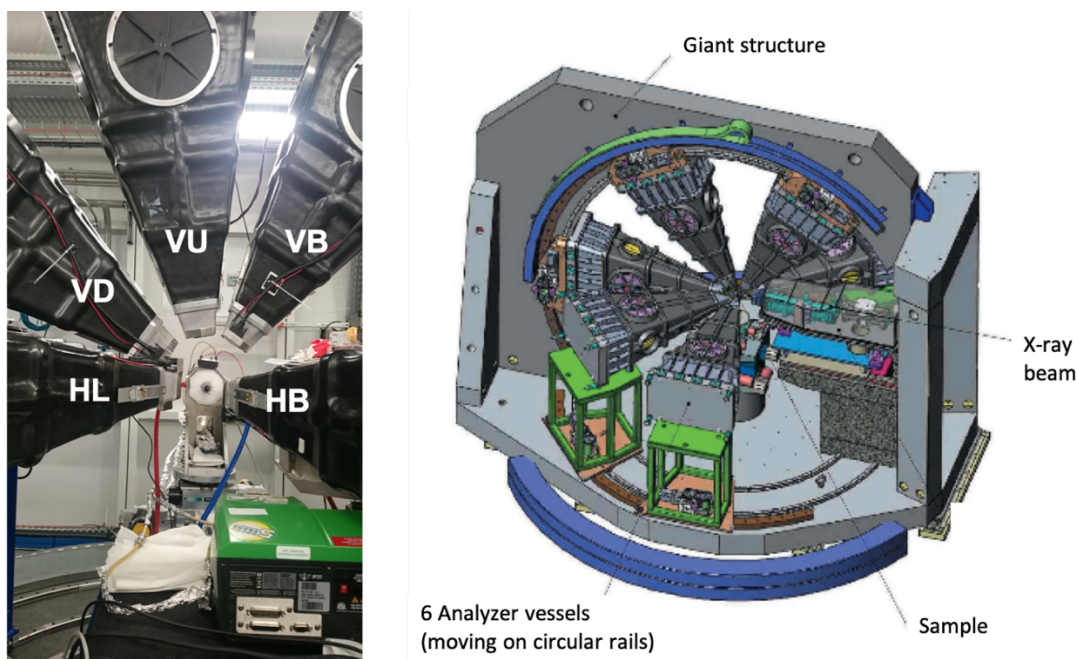 VU
VB
VD
HL
HB
Giant structure
X-ray
beam
6 Analyzer vessels
(moving on circular rails)
Sample